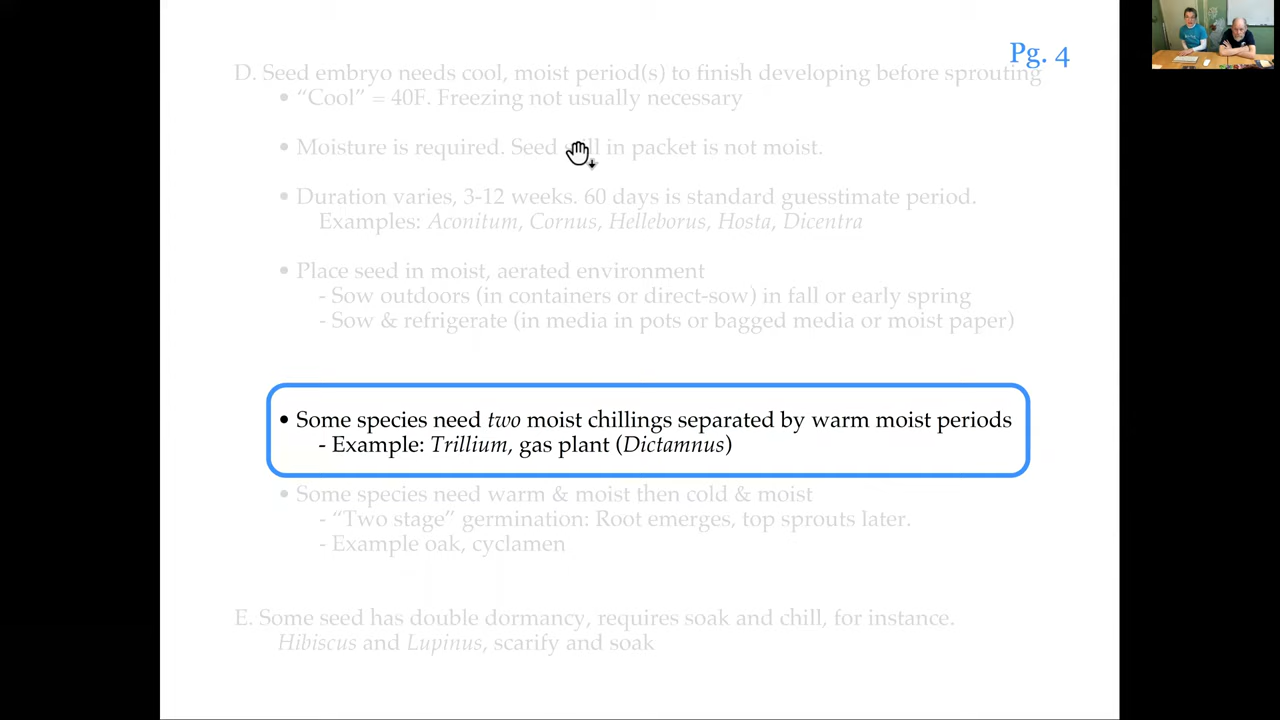 Pg. 4
D. Seed embryo needs cool, moist period(s) to finish developing before sprouting
• “Cool” = 40F. Freezing not usually necessary
• Moisture is required. Seed in packet is not moist.
• Duration varies, 3-12 weeks. 60 days is standard guesstimate period.
Examples: Aconitum, Cornus, Helleborus, Hosta, Dicentra
• Place seed in moist, aerated environment
- Sow outdoors (in containers or direct-sow) in fall or early spring
- Sow & refrigerate (in media in pots or bagged media or moist paper)
• Some species need two moist chillings separated by warm moist periods
- Example: Trillium, gas plant (Dictamnus)
• Some species need warm & moist then cold & moist
- “Two stage” germination: Root emerges, top sprouts later.
- Example oak, cyclamen
E. Some seed has double dormancy, requires soak and chill, for instance.
Hibiscus and Lupinus, scarify and soak